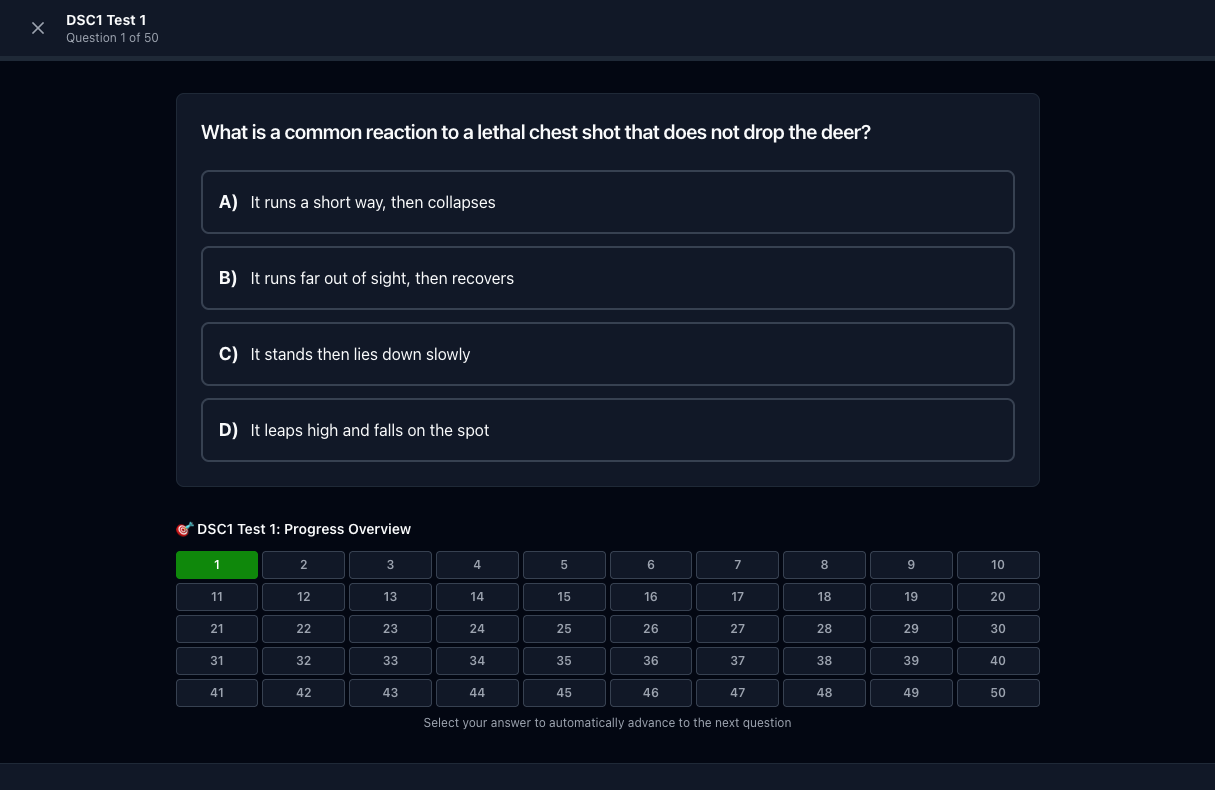 DSC1 Test 1
Question 1 of 50
What is a common reaction to a lethal chest shot that does not drop the deer?
A) It runs a short way, then collapses
B) It runs far out of sight, then recovers
C) It stands then lies down slowly
D) It leaps high and falls on the spot
🎯 DSC1 Test 1: Progress Overview
1 2 3 4 5 6 7 8 9 10
11 12 13 14 15 16 17 18 19 20
21 22 23 24 25 26 27 28 29 30
31 32 33 34 35 36 37 38 39 40
41 42 43 44 45 46 47 48 49 50
Select your answer to automatically advance to the next question